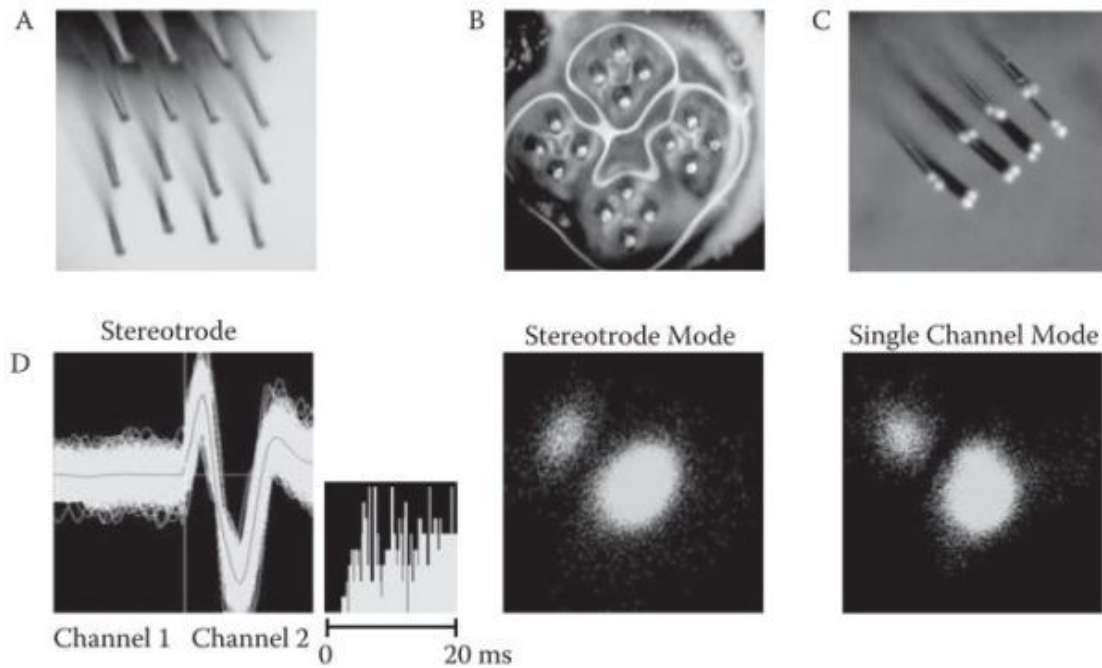 A
B
C
D
Stereotrode
Stereotrode Mode
Single Channel Mode
Channel 1
Channel 2
0
20 ms